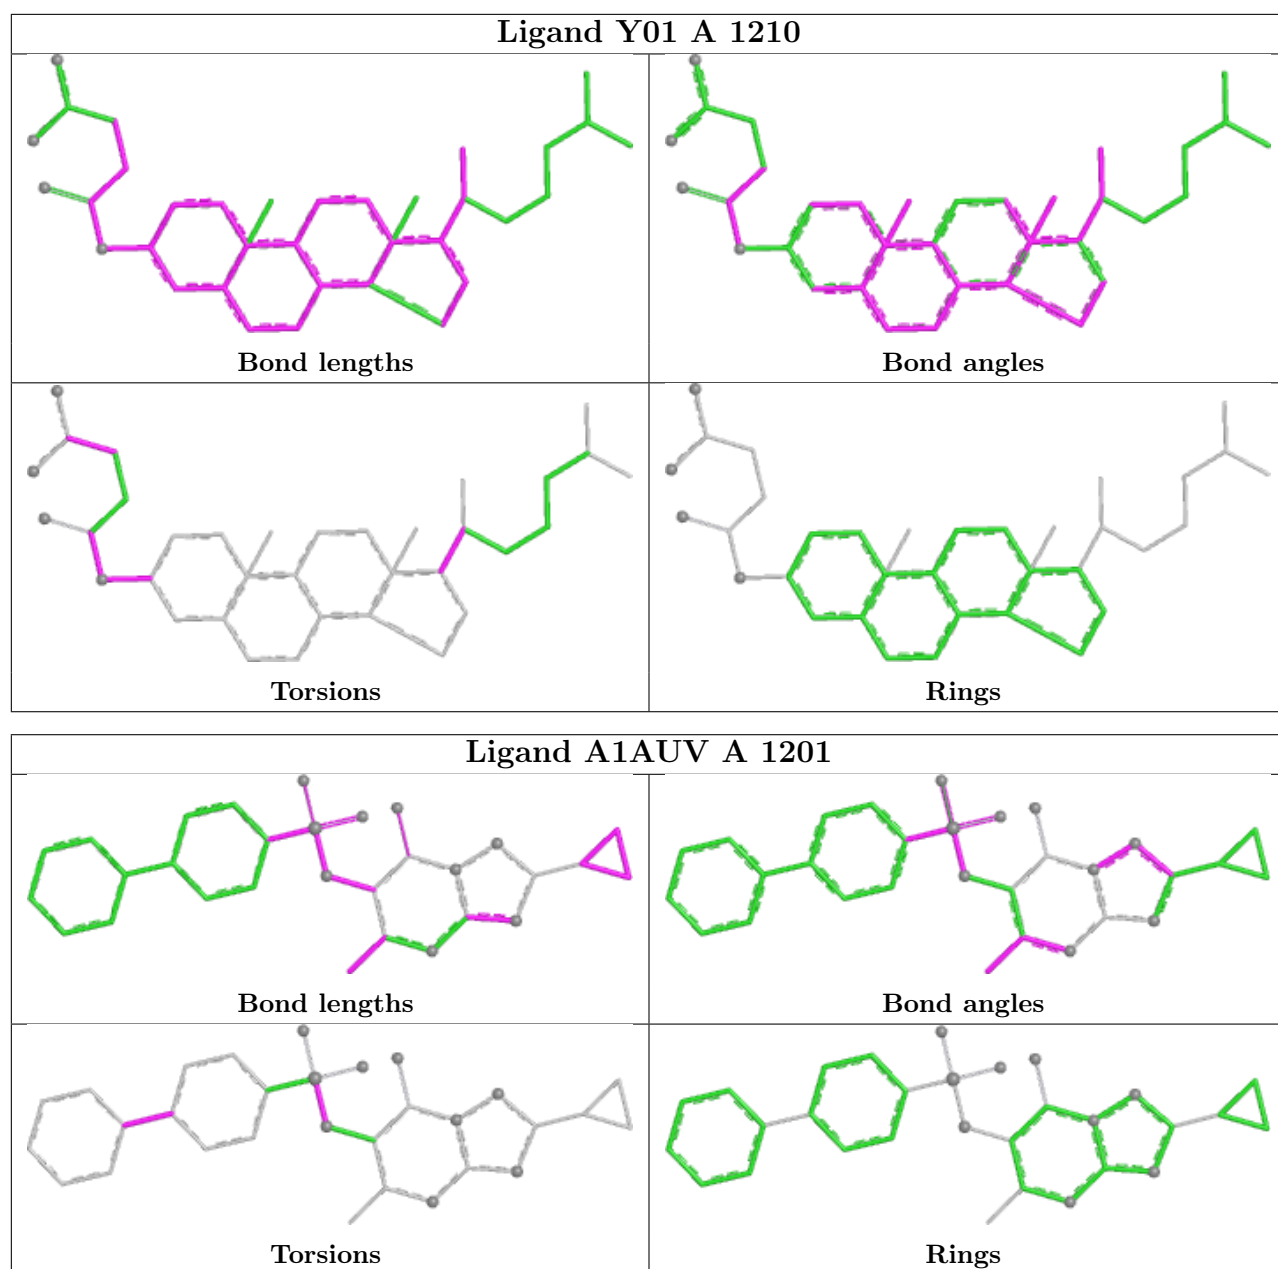 Ligand Y01 A 1210
Bond lengths
Bond angles
Torsions
Rings
Ligand A1AUV A 1201
Bond lengths
Bond angles
Torsions
Rings